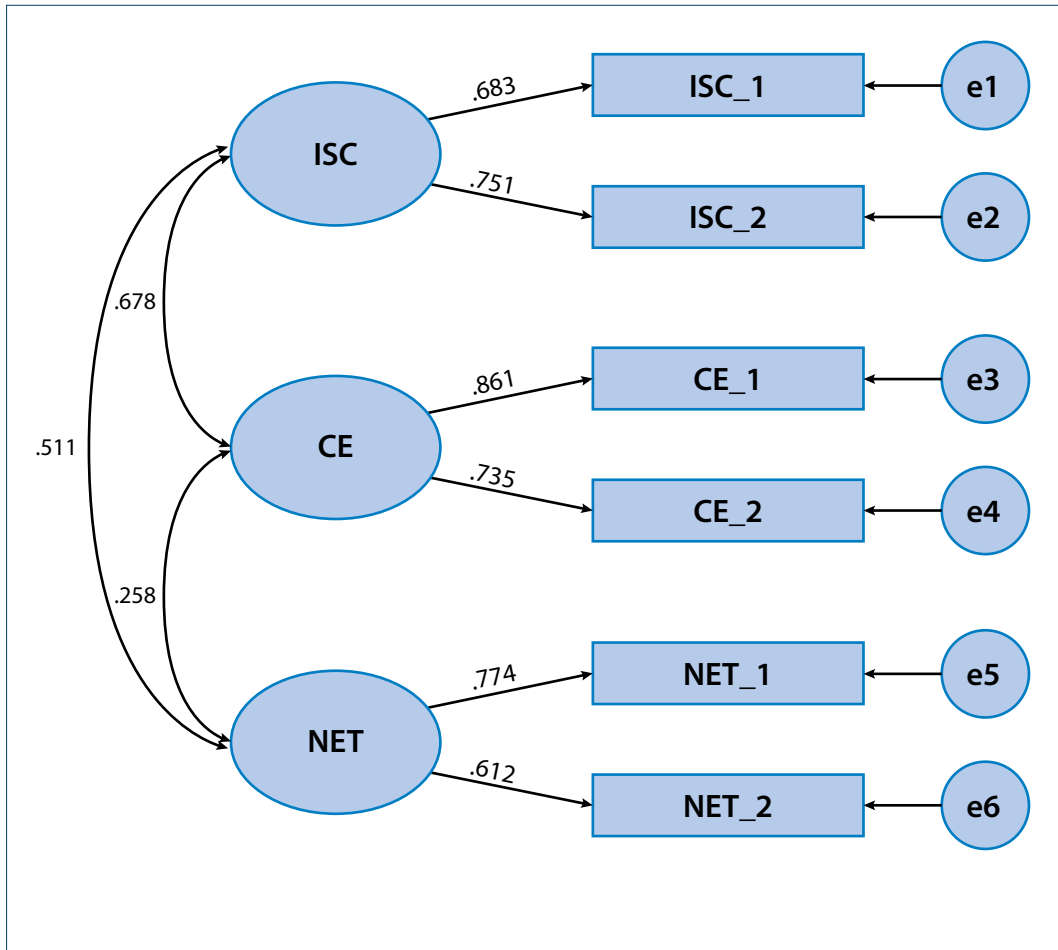 .683
ISC_1
e1
ISC
.751
ISC_2
e2
.678
.861
CE_1
e3
CE
.511
.735
CE_2
e4
.258
.774
NET_1
e5
NET
.612
NET_2
e6